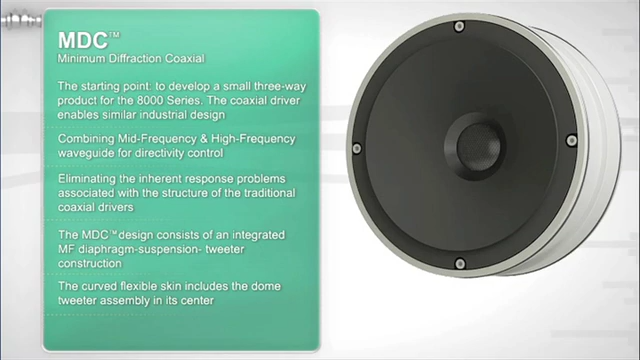 MDC™
Minimum Diffraction Coaxial
The starting point: to develop a small three-way
product for the 8000 Series. The coaxial driver
enables similar industrial design
Combining Mid-Frequency & High-Frequency
waveguide for directivity control
Eliminating the inherent response problems
associated with the structure of the traditional
coaxial drivers
The MDC™design consists of an integrated
MF diaphragm-suspension- tweeter
construction
The curved flexible skin includes the dome
tweeter assembly in its center